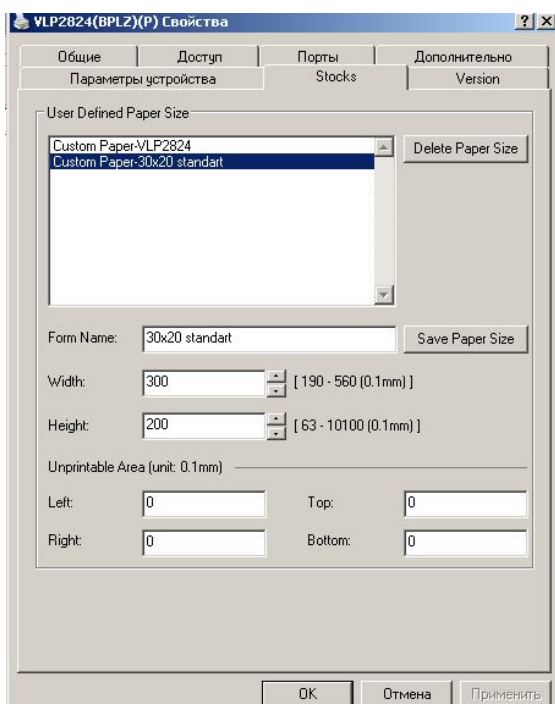 VLP2824(BPLZ)(P) Свойства
Общие Доступ Порты Дополнительно
Параметры устройства Stocks Version
User Defined Paper Size
Custom Paper-VLP2824
Custom Paper-30x20 standart
Delete Paper Size
Form Name: 30x20 standart Save Paper Size
Width: 300 [ 190 - 560 (0.1mm) ]
Height: 200 [ 63 - 10100 (0.1mm) ]
Unprintable Area (unit: 0.1mm)
Left: 0 Top: 0
Right: 0 Bottom: 0
OK Отмена Применить